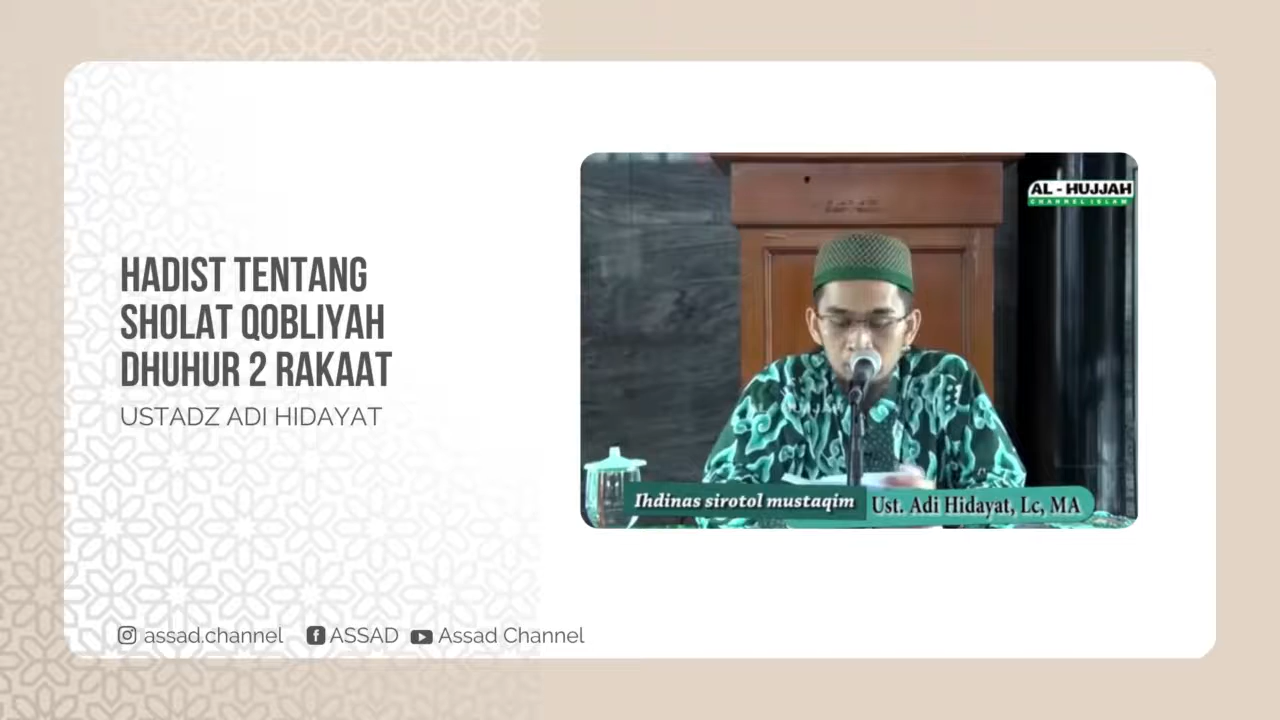 HADIST TENTANG
SHOLAT QOBLIYAH
DHUHUR 2 RAKAAT
USTADZ ADI HIDAYAT
AL - HUJJAH
CHANNEL ISLAM
Ihdinas sirotol mustaqim
Ust. Adi Hidayat, Lc, MA
assad.channel
ASSAD
Assad Channel